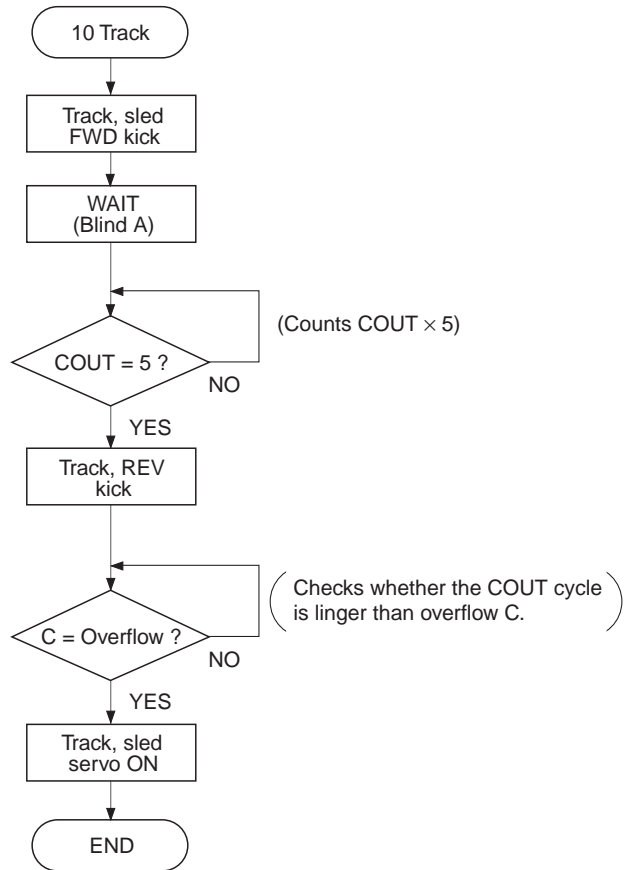 10 Track
Track, sled
FWD kick
WAIT
(Blind A)
(Counts COUT × 5)
COUT = 5 ?
NO
YES
Track, REV
kick
Checks whether the COUT cycle
is linger than overflow C.
C = Overflow ?
NO
YES
Track, sled
servo ON
END